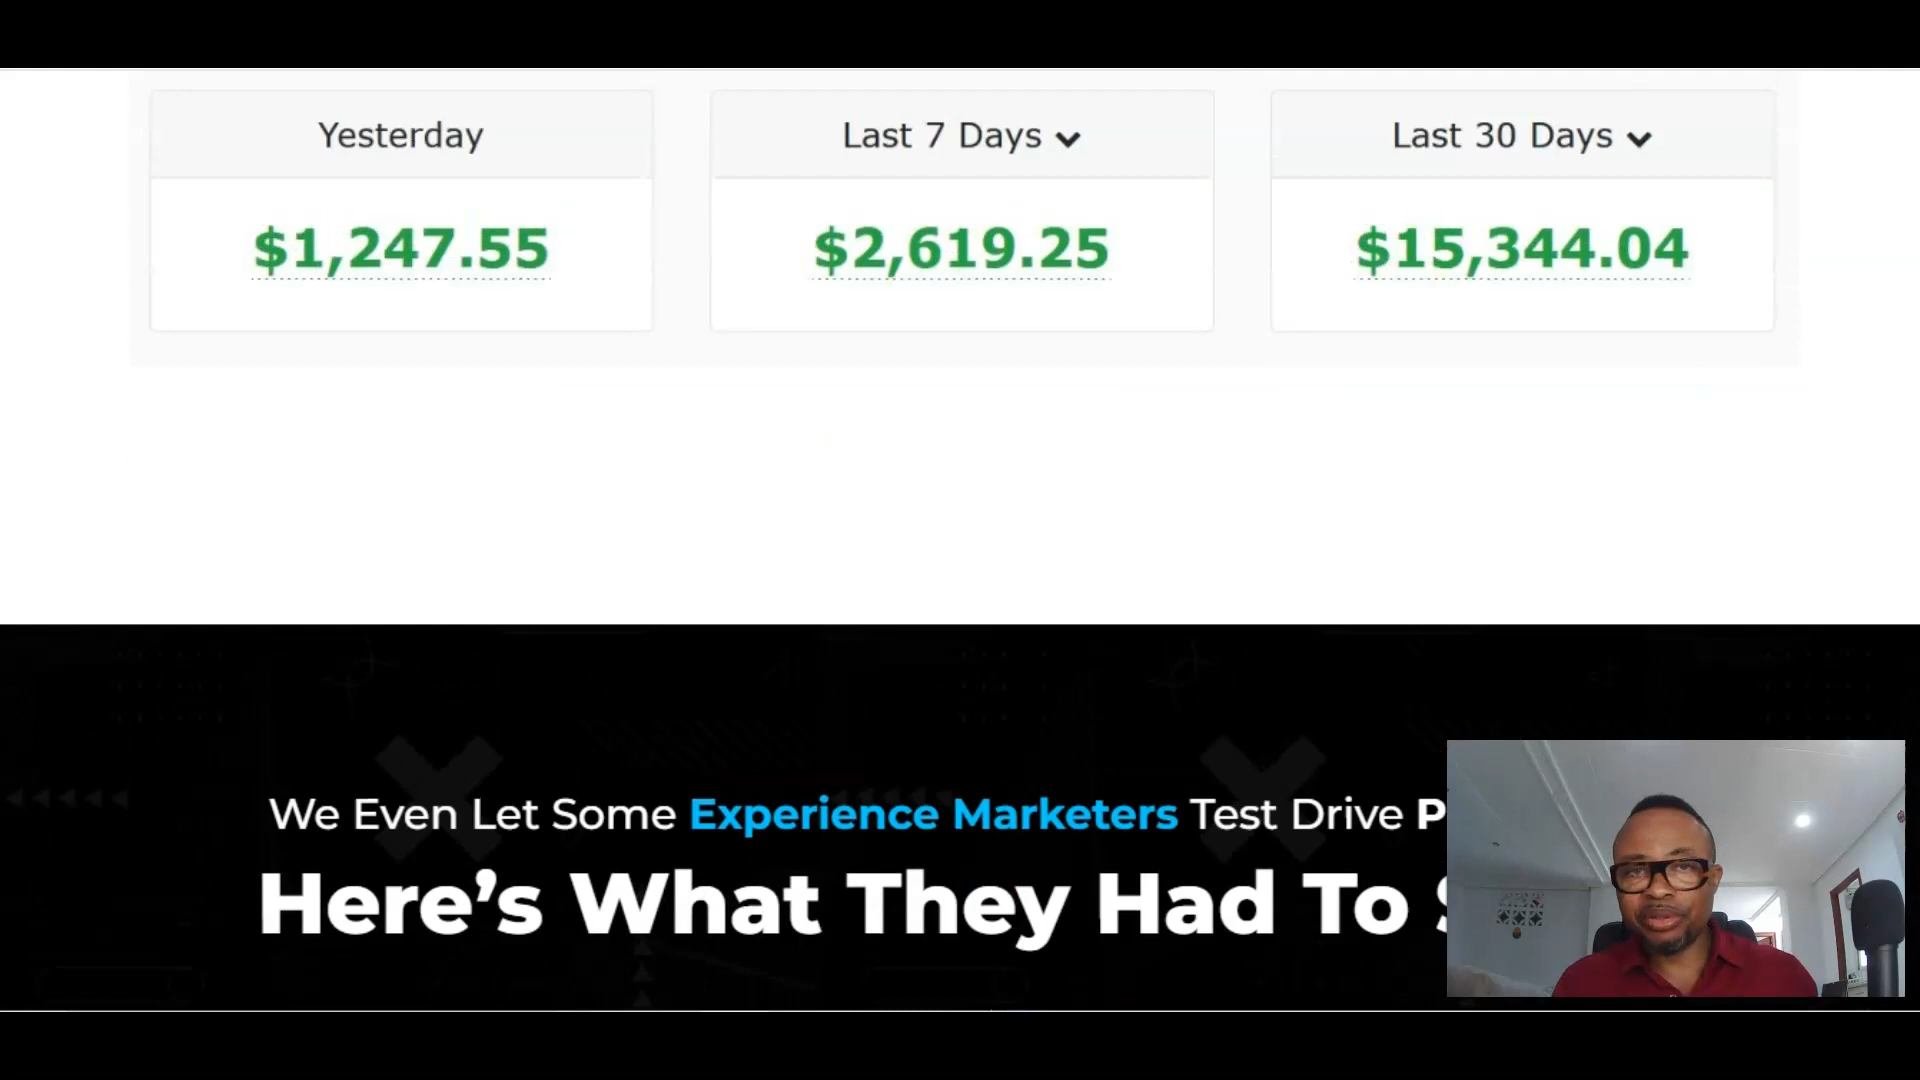 Yesterday
Last 7 Days
Last 30 Days
$1,247.55
$2,619.25
$15,344.04
We Even Let Some Experience Marketers Test Drive
Here’s What They Had To